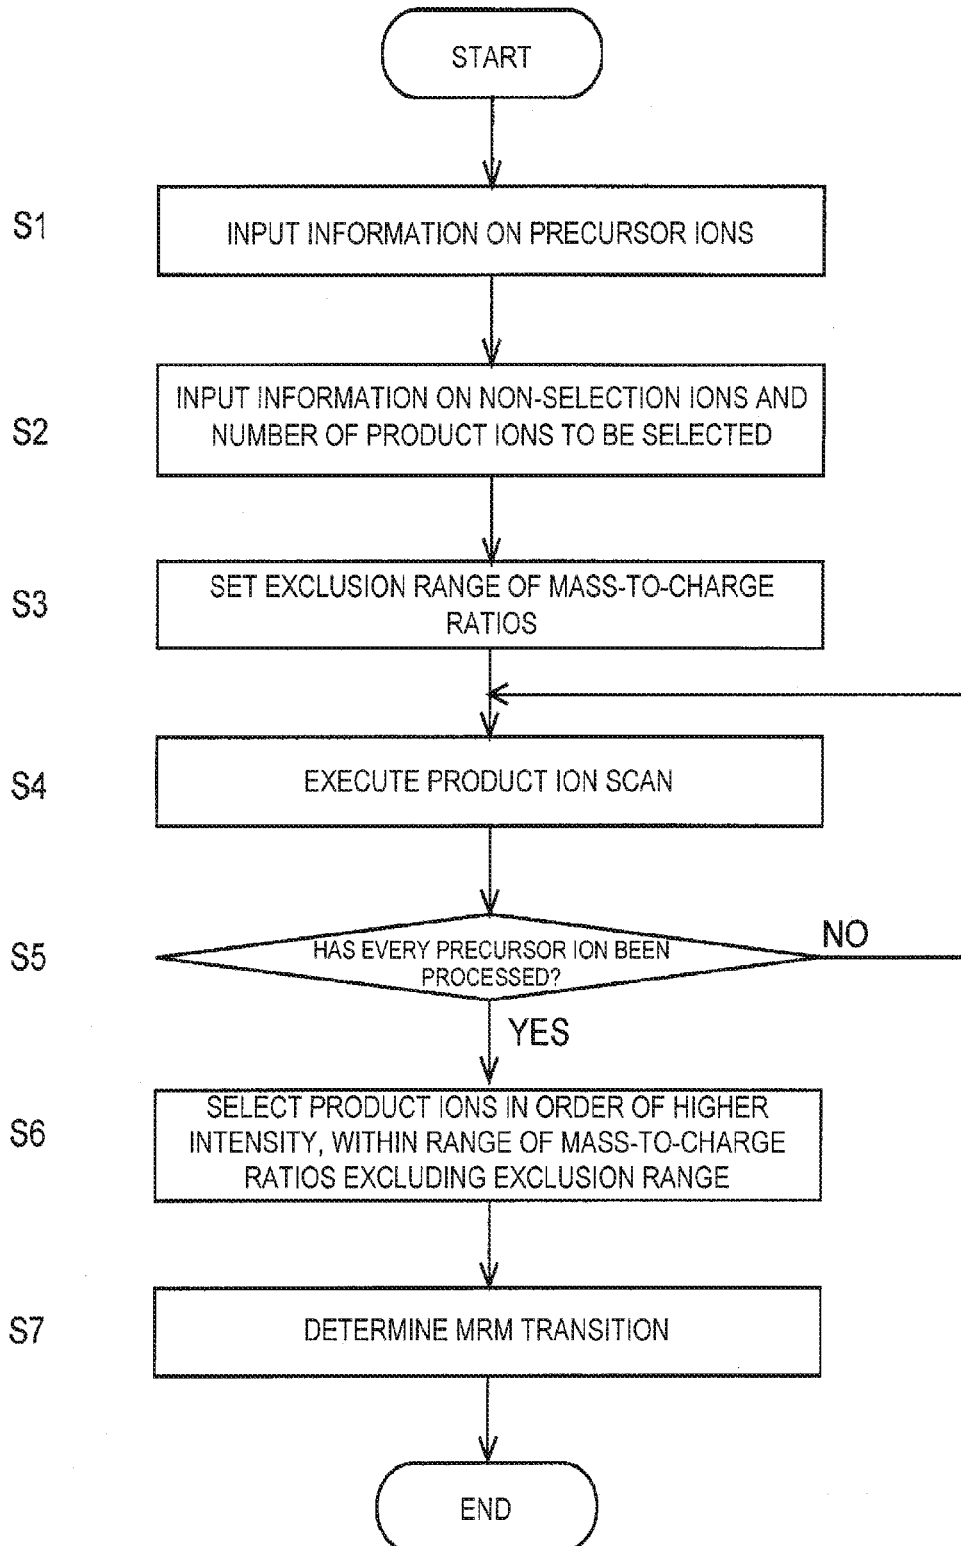 START
S1
INPUT INFORMATION ON PRECURSOR IONS
S2
INPUT INFORMATION ON NON-SELECTION IONS AND
NUMBER OF PRODUCT IONS TO BE SELECTED
S3
SET EXCLUSION RANGE OF MASS-TO-CHARGE
RATIOS
S4
EXECUTE PRODUCT ION SCAN
S5
HAS EVERY PRECURSOR ION BEEN
PROCESSED?
NO
YES
S6
SELECT PRODUCT IONS IN ORDER OF HIGHER
INTENSITY, WITHIN RANGE OF MASS-TO-CHARGE
RATIOS EXCLUDING EXCLUSION RANGE
S7
DETERMINE MRM TRANSITION
END